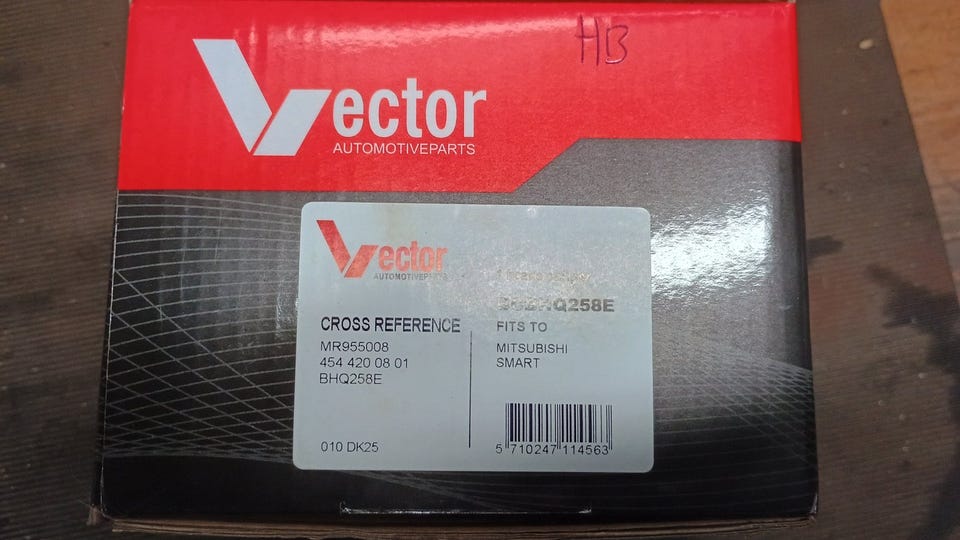 HB
Vector
AUTOMOTIVEPARTS
Vector
AUTOMOTIVEPARTS
CROSS REFERENCE
MR955008
454 420 08 01
BHQ258E
010 DK25
FITS TO
MITSUBISHI
SMART
5 710247 114563